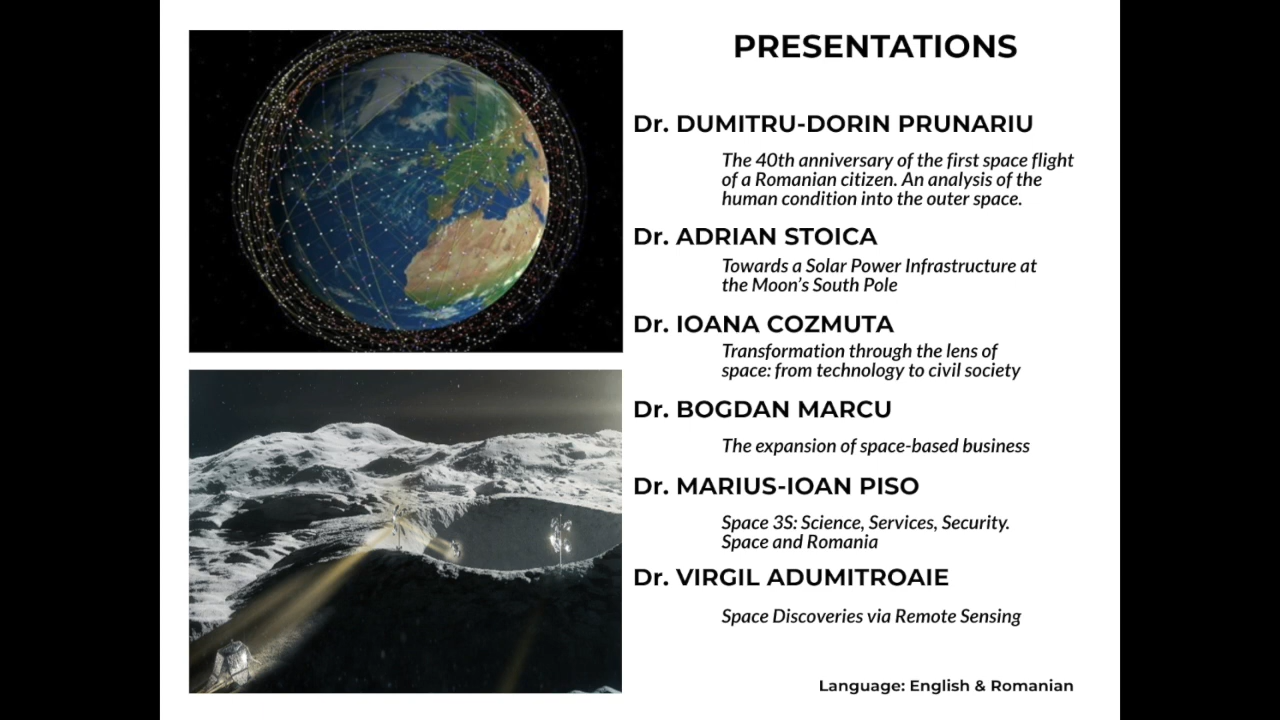 PRESENTATIONS
Dr. DUMITRU-DORIN PRUNARIU
The 40th anniversary of the first space flight
of a Romanian citizen. An analysis of the
human condition into the outer space.
Dr. ADRIAN STOICA
Towards a Solar Power Infrastructure at
the Moon’s South Pole
Dr. IOANA COZMUTA
Transformation through the lens of
space: from technology to civil society
Dr. BOGDAN MARCU
The expansion of space-based business
Dr. MARIUS-IOAN PISO
Space 3S: Science, Services, Security.
Space and Romania
Dr. VIRGIL ADUMITROAIE
Space Discoveries via Remote Sensing
Language: English & Romanian